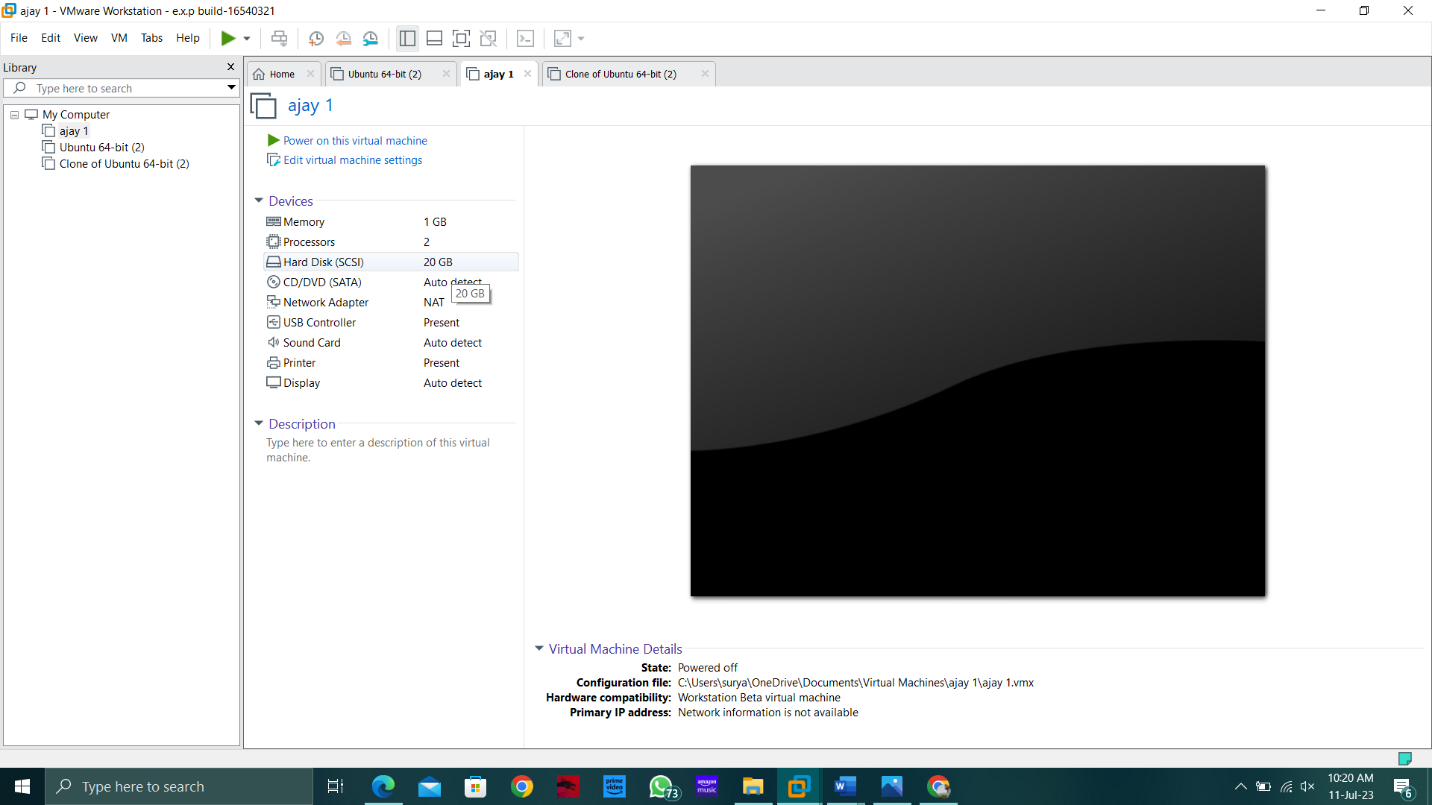 ajay 1 - VMware Workstation - e.x.p build-16540321
File Edit View VM Tabs Help
Library
Type here to search
My Computer
ajay 1
Ubuntu 64-bit (2)
Clone of Ubuntu 64-bit (2)
Home Ubuntu 64-bit (2) ajay 1 Clone of Ubuntu 64-bit (2)
ajay 1
Power on this virtual machine
Edit virtual machine settings
Devices
Memory 1 GB
Processors 2
Hard Disk (SCSI) 20 GB
CD/DVD (SATA) Auto detect
20 GB
Network Adapter NAT
USB Controller Present
Sound Card Auto detect
Printer Present
Display Auto detect
Description
Type here to enter a description of this virtual
machine.
Virtual Machine Details
State: Powered off
Configuration file: C:\Users\surya\OneDrive\Documents\Virtual Machines\ajay 1\ajay 1.vmx
Hardware compatibility: Workstation Beta virtual machine
Primary IP address: Network information is not available
Type here to search
prime video
73
amazon music
W
10:20 AM
11-Jul-23
6